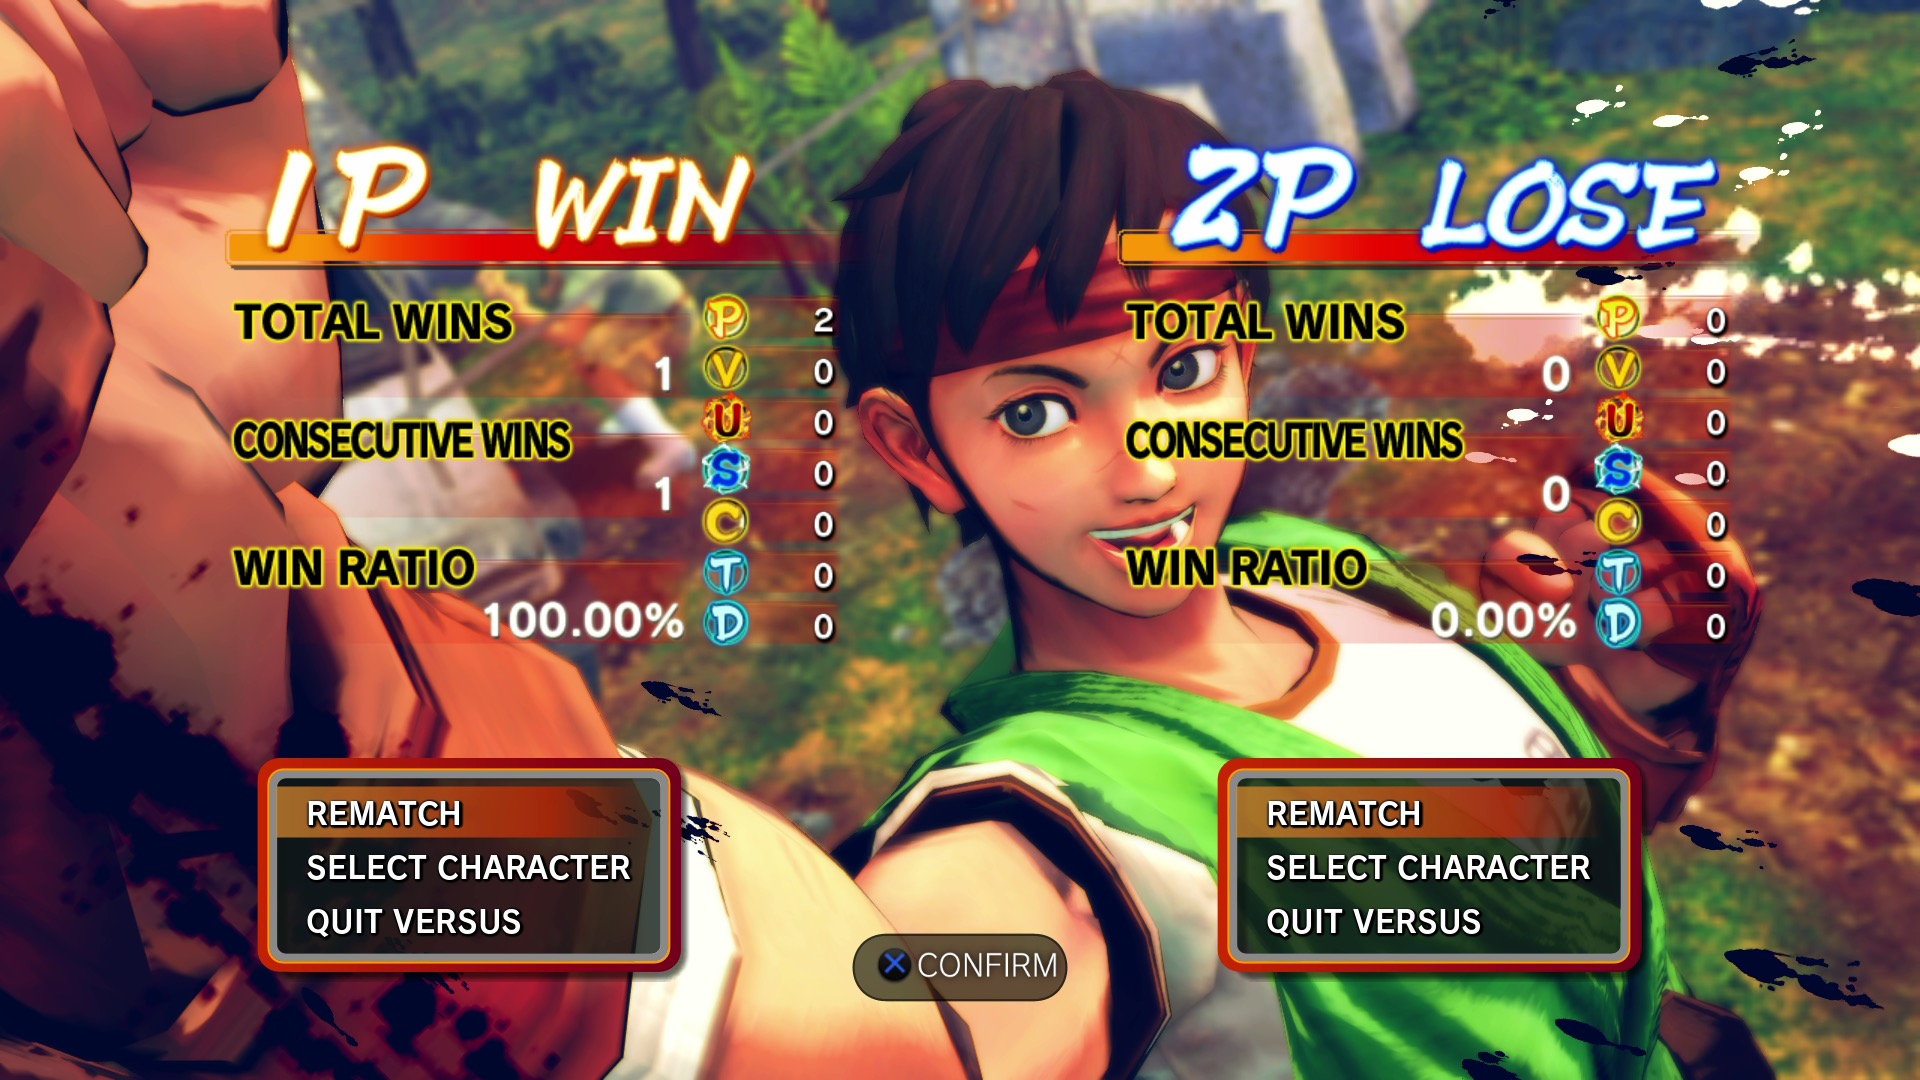 1P WIN
TOTAL WINS
1
CONSECUTIVE WINS
1
WIN RATIO
100.00%
P 2
V 0
U 0
S 0
C 0
T 0
D 0
2P LOSE
TOTAL WINS
0
CONSECUTIVE WINS
0
WIN RATIO
0.00%
P 0
V 0
U 0
S 0
C 0
T 0
D 0
REMATCH
SELECT CHARACTER
QUIT VERSUS
REMATCH
SELECT CHARACTER
QUIT VERSUS
CONFIRM